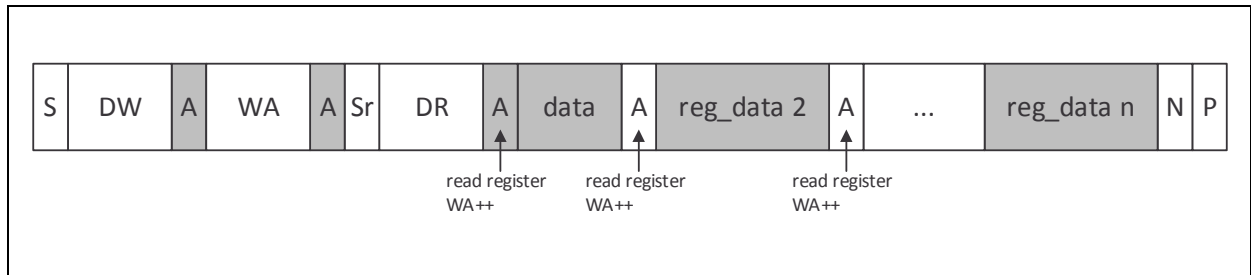 S DW A WA A Sr DR A data A reg_data 2 A ... reg_data n N P
read register read register read register
WA++ WA++ WA++